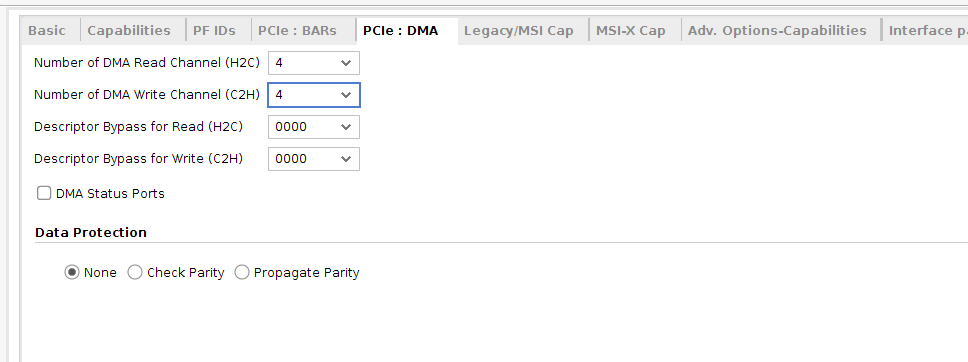 Basic Capabilities PF IDs PCIe : BARs PCIe : DMA Legacy/MSI Cap MSI-X Cap Adv. Options-Capabilities Interface
Number of DMA Read Channel (H2C) 4
Number of DMA Write Channel (C2H) 4
Descriptor Bypass for Read (H2C) 0000
Descriptor Bypass for Write (C2H) 0000
DMA Status Ports
Data Protection
None Check Parity Propagate Parity